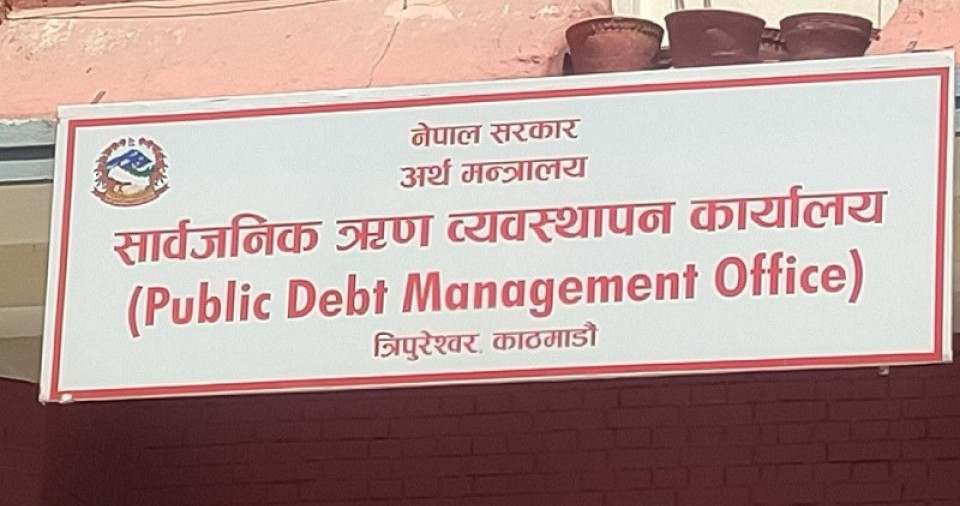 नेपाल सरकार
अर्थ मन्त्रालय
सार्वजनिक ऋण व्यवस्थापन कार्यालय
(Public Debt Management Office)
त्रिपुरेश्वर, काठमाडौं